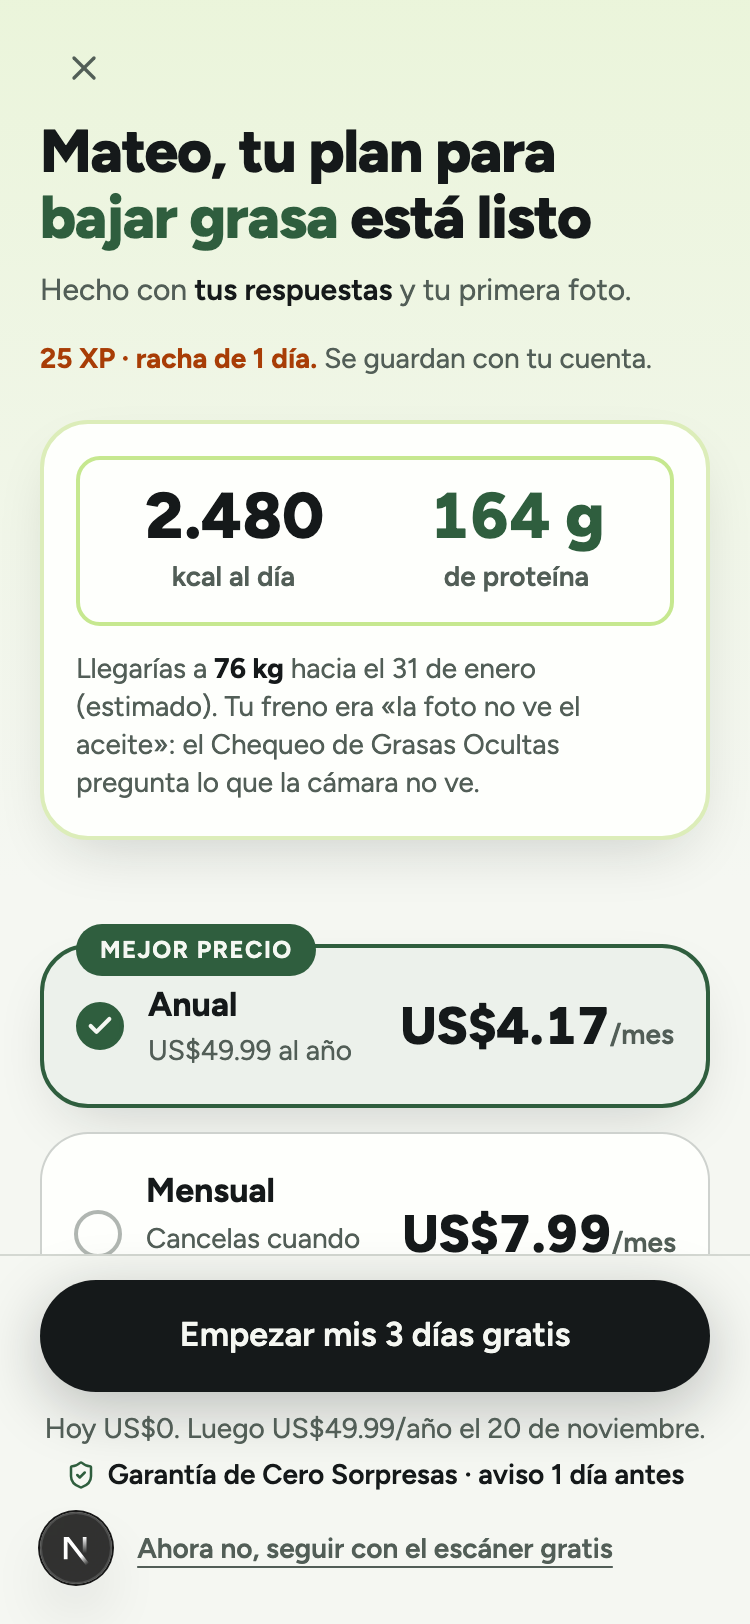 Mateo, tu plan para
bajar grasa está listo
Hecho con tus respuestas y tu primera foto.
25 XP · racha de 1 día. Se guardan con tu cuenta.
2.480
kcal al día
164 g
de proteína
Llegarías a 76 kg hacia el 31 de enero
(estimado). Tu freno era «la foto no ve el
aceite»: el Chequeo de Grasas Ocultas
pregunta lo que la cámara no ve.
MEJOR PRECIO
Anual
US$49.99 al año
US$4.17/mes
Mensual
Cancelas cuando
US$7.99/mes
Empezar mis 3 días gratis
Hoy US$0. Luego US$49.99/año el 20 de noviembre.
Garantía de Cero Sorpresas · aviso 1 día antes
N
Ahora no, seguir con el escáner gratis